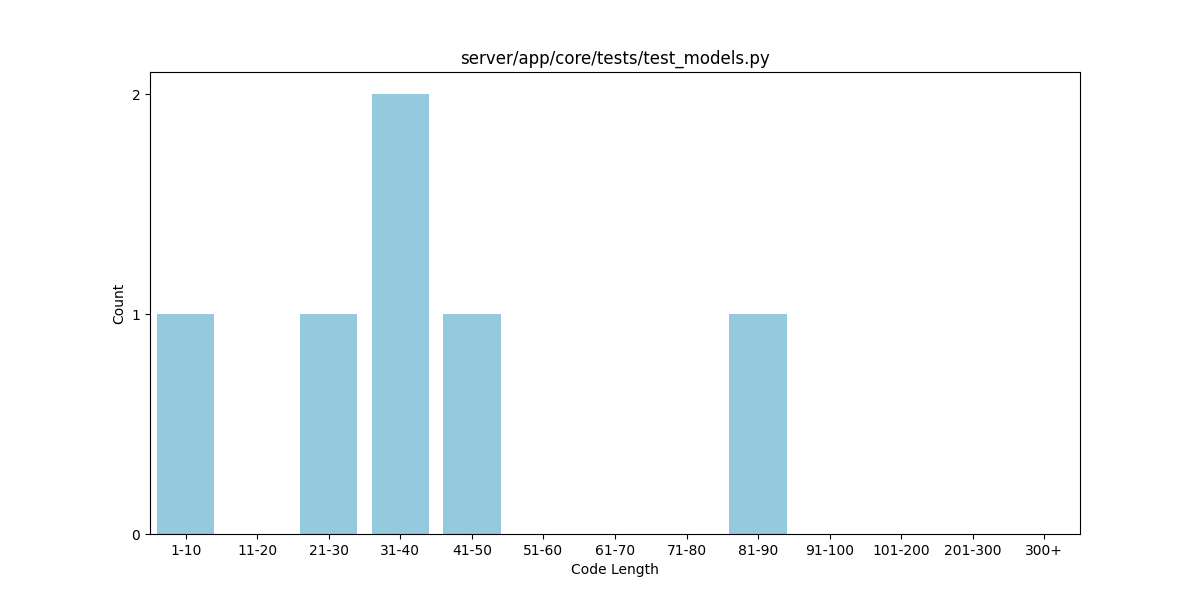 server/app/core/tests/test_models.py
2
1
0
Count
1-10 11-20 21-30 31-40 41-50 51-60 61-70 71-80 81-90 91-100 101-200 201-300 300+
Code Length